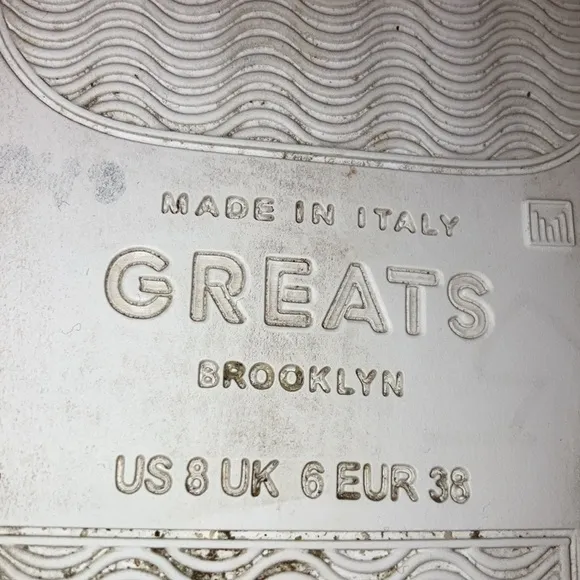 MADE IN ITALY
GREATS
BROOKLYN
US 8 UK 6 EUR 38